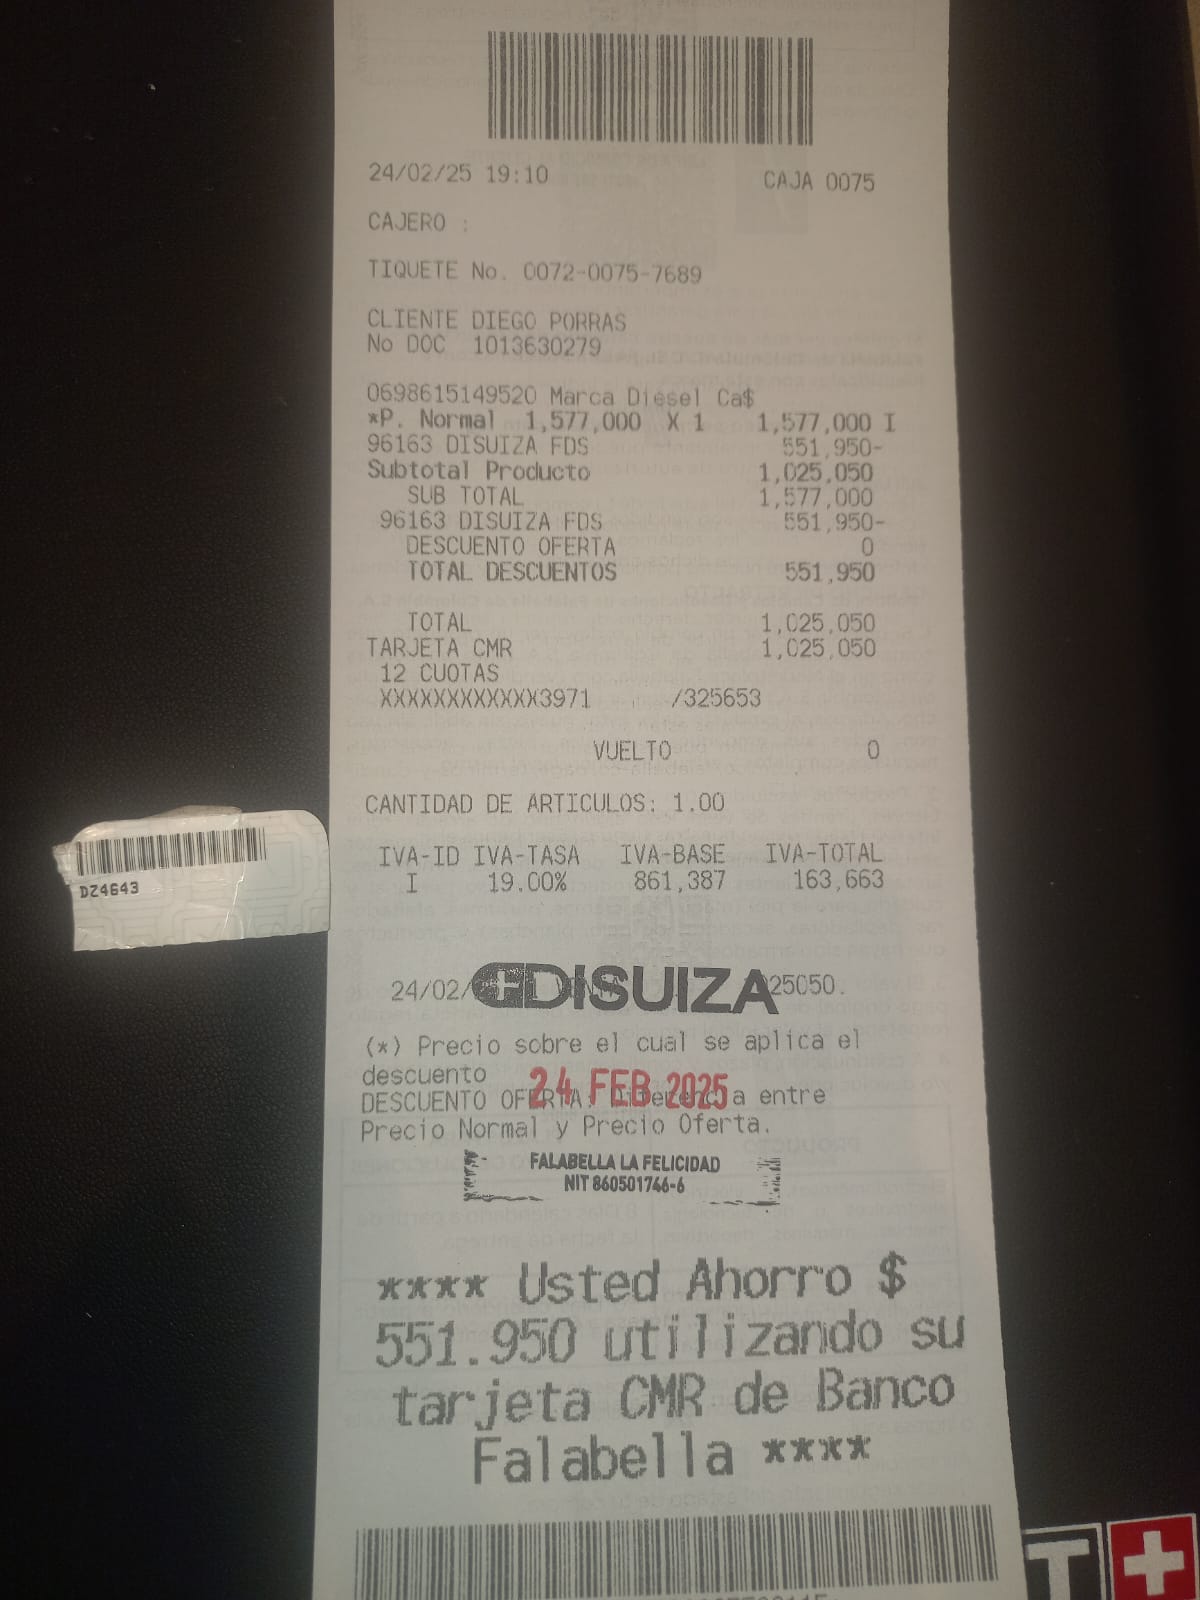 24/02/25 19:10 CAJA 0075
CAJERO :
TIQUETE No. 0072-0075-7689
CLIENTE DIEGO PORRAS
No DOC 1013630279
0698615149520 Marca Diesel Ca$
*P. Normal 1,577,000 X 1 1,577,000 I
96163 DISUIZA FDS 551,950-
Subtotal Producto 1,025,050
SUB TOTAL 1,577,000
96163 DISUIZA FDS 551,950-
DESCUENTO OFERTA 0
TOTAL DESCUENTOS 551,950
TOTAL 1,025,050
TARJETA CMR 1,025,050
12 CUOTAS
XXXXXXXXXXXX3971 /325653
VUELTO 0
CANTIDAD DE ARTICULOS: 1.00
IVA-ID IVA-TASA IVA-BASE IVA-TOTAL
I 19.00% 861,387 163,663
DZ4643
24/02/ DISUIZA 025050.
(*) Precio sobre el cual se aplica el
descuento
24 FEB 2025
DESCUENTO OFERTA: Diferencia entre
Precio Normal y Precio Oferta.
FALABELLA LA FELICIDAD
NIT 860501746-6
**** Usted Ahorro $
551.950 utilizando su
tarjeta CMR de Banco
Falabella ****